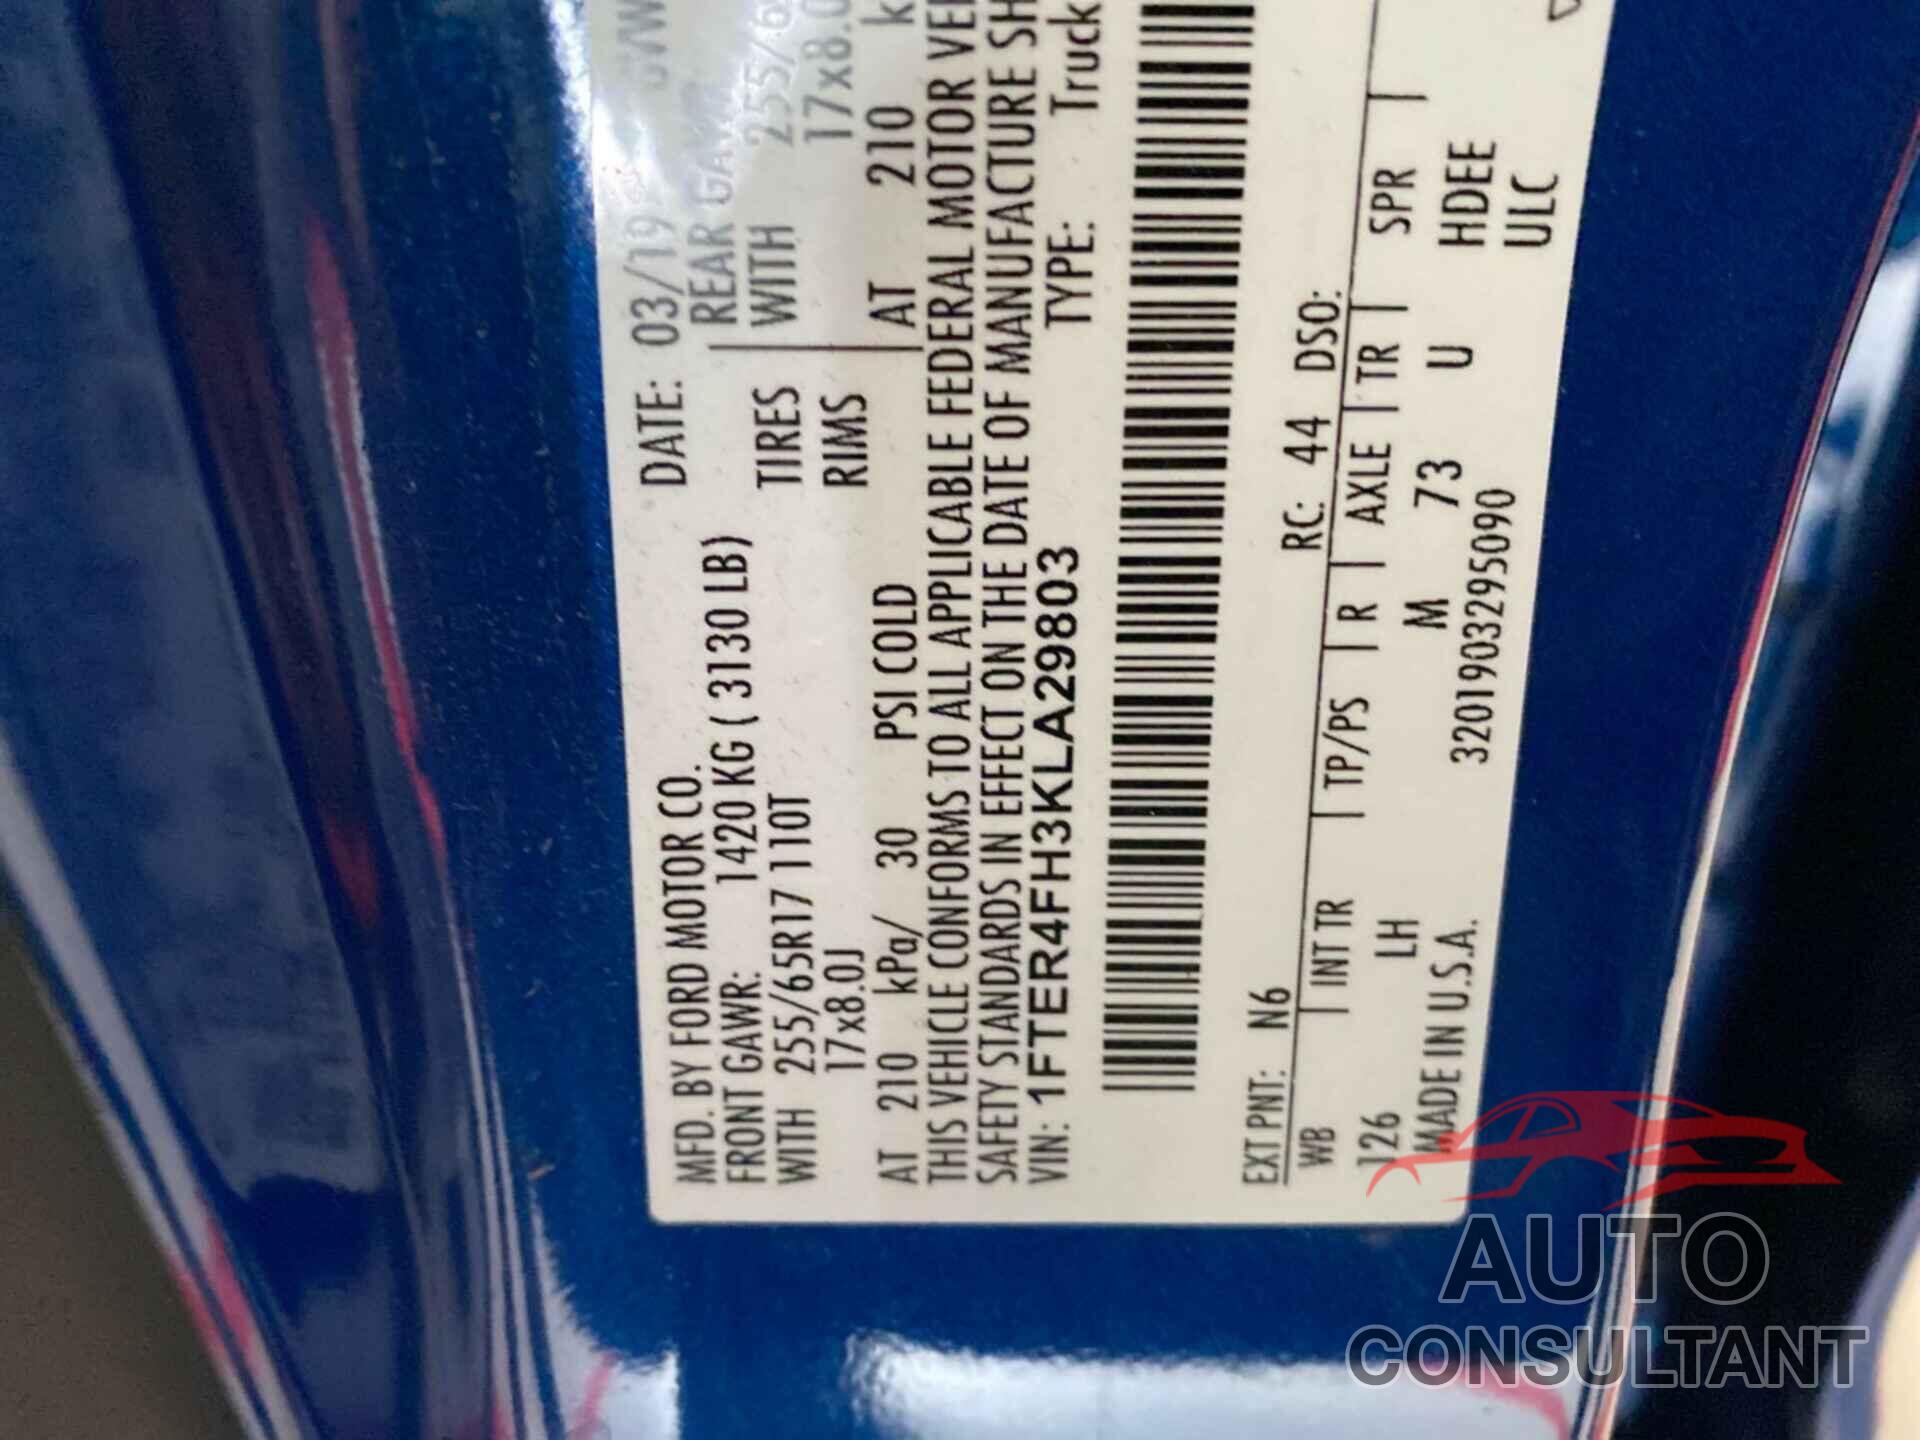 MFD. BY FORD MOTOR CO.
DATE: 03/19
FRONT GAWR: 1420 KG ( 3130 LB)
REAR
WITH 255/65R17 110T
TIRES
WITH
17x8.0J
RIMS
17x8.0
AT 210 kPa/ 30 PSI COLD
AT 210
THIS VEHICLE CONFORMS TO ALL APPLICABLE FEDERAL MOTOR
SAFETY STANDARDS IN EFFECT ON THE DATE OF MANUFACTURE
VIN: 1FTER4FH3KLA29803
TYPE: Truck
EXT PNT: N6
RC: 44 DSO:
WB INT TR TP/PS R AXLE TR SPR
126 LH M 73 U HDEE
MADE IN U.S.A. 3201903295090 ULC
AUTO
CONSULTANT